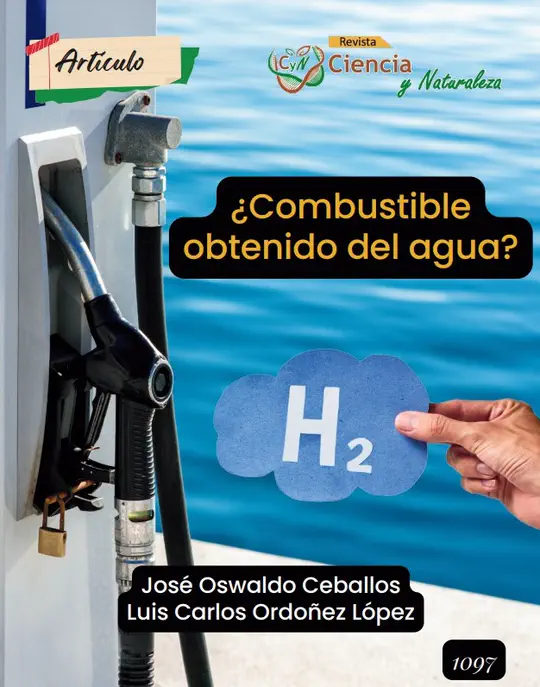 Artículo
Revista
CyN
Ciencia
y Naturaleza
¿Combustible
obtenido del agua?
H₂
José Oswaldo Ceballos
Luis Carlos Ordoñez López
1097